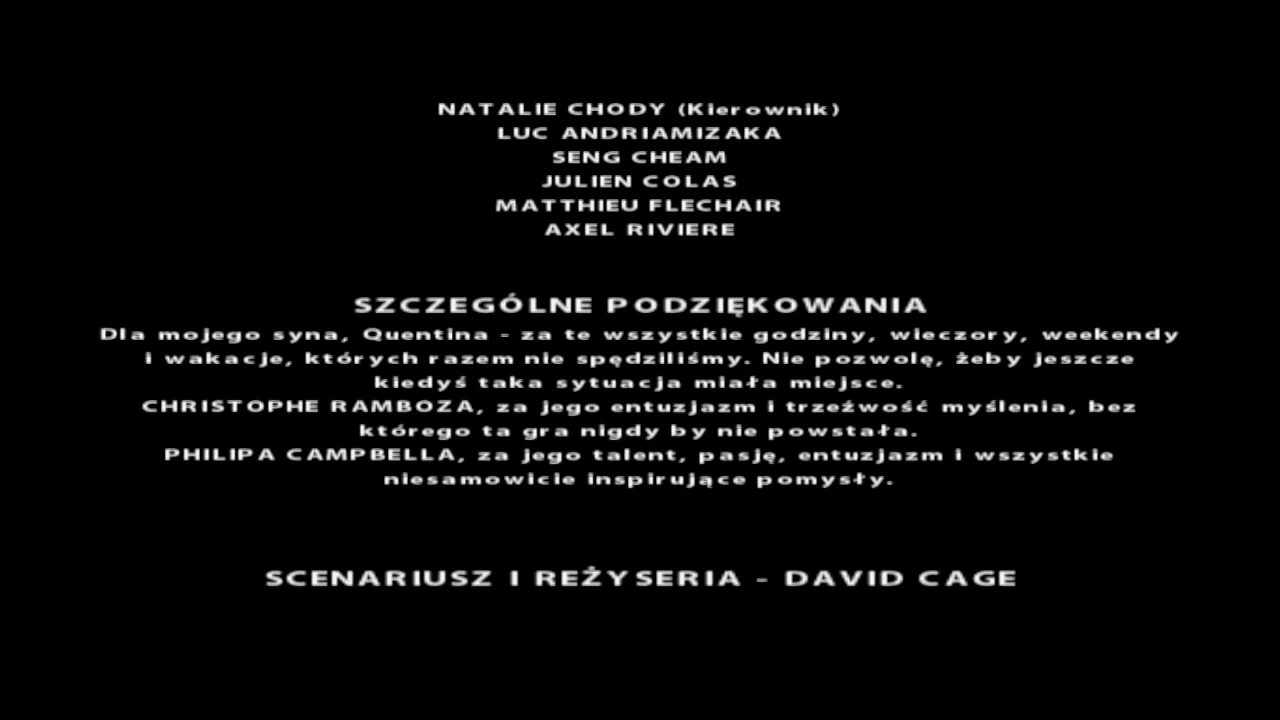 NATALIE CHODY (Kierownik)
LUC ANDRIAMIZAKA
SENG CHEAM
JULIEN COLAS
MATTHIEU FLECHAIR
AXEL RIVIERE
SZCZEGÓLNE PODZIĘKOWANIA
Dla mojego syna, Quentina - za te wszystkie godziny, wieczory, weekendy
i wakacje, których razem nie spędziliśmy. Nie pozwolę, żeby jeszcze
kiedyś taka sytuacja miała miejsce.
CHRISTOPHE RAMBOZA, za jego entuzjazm i trzeźwość myślenia, bez
którego ta gra nigdy by nie powstała.
PHILIPA CAMPBELLA, za jego talent, pasję, entuzjazm i wszystkie
niesamowicie inspirujące pomysły.
SCENARIUSZ I REŻYSERIA - DAVID CAGE